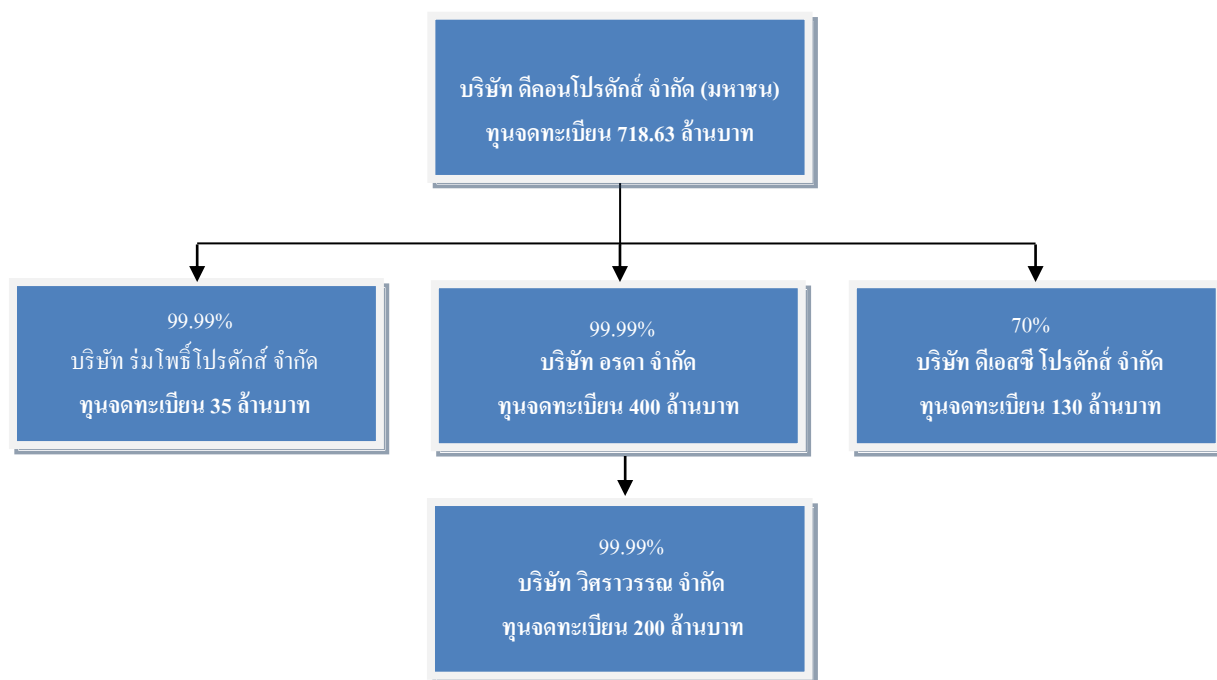 บริษัท ดีคอนโปรดักส์ จำกัด (มหาชน)
ทุนจดทะเบียน 718.63 ล้านบาท
99.99%
บริษัท ร่มโพธิ์โปรดักส์ จำกัด
ทุนจดทะเบียน 35 ล้านบาท
99.99%
บริษัท อรดา จำกัด
ทุนจดทะเบียน 400 ล้านบาท
70%
บริษัท ดีเอสซี โปรดักส์ จำกัด
ทุนจดทะเบียน 130 ล้านบาท
99.99%
บริษัท วิศราวรรณ จำกัด
ทุนจดทะเบียน 200 ล้านบาท